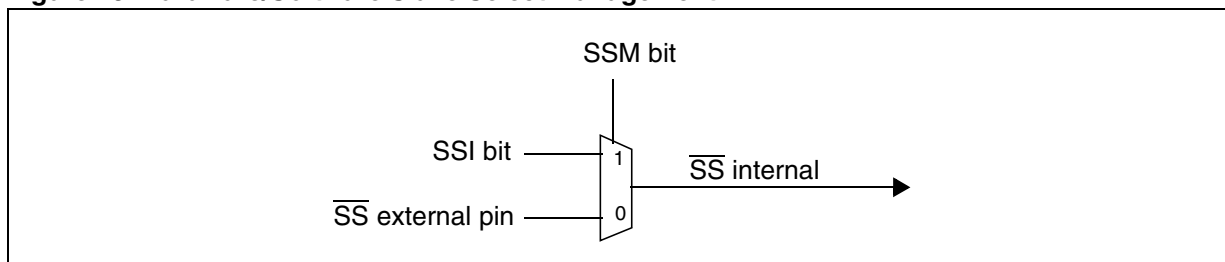 SSM bit
SSI bit
1
SS internal
SS external pin
0